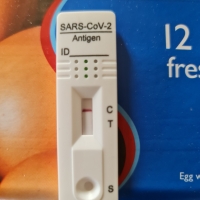 SARS-CoV-2
Antigen
ID
C
T
S
12
fres
Egg w